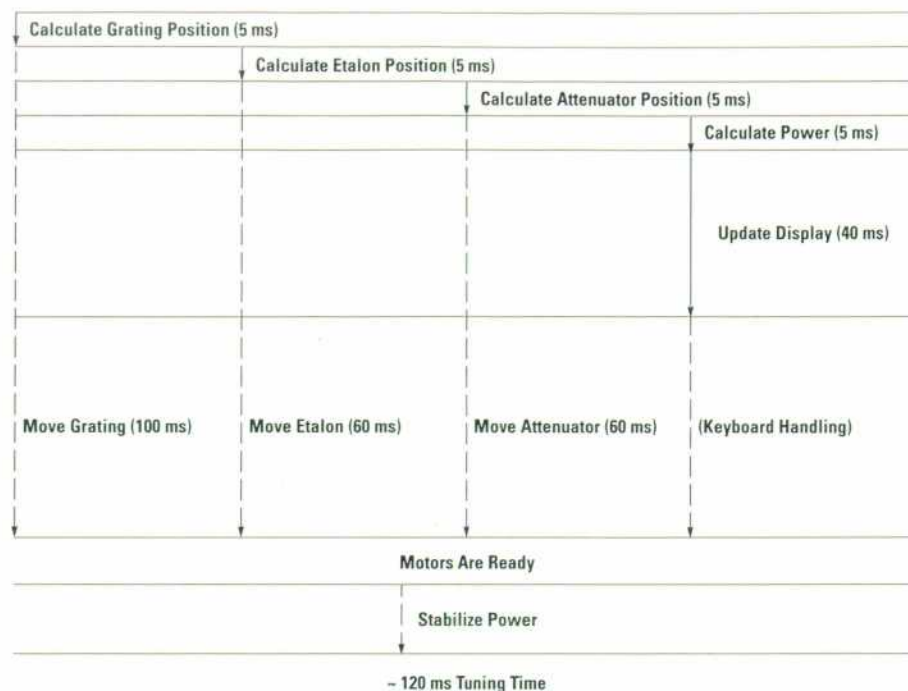 Calculate Grating Position (5 ms)
Calculate Etalon Position (5 ms)
Calculate Attenuator Position (5 ms)
Calculate Power (5 ms)
Update Display (40 ms)
Move Grating (100 ms)
Move Etalon (60 ms)
Move Attenuator (60 ms)
(Keyboard Handling)
Motors Are Ready
Stabilize Power
~ 120 ms Tuning Time